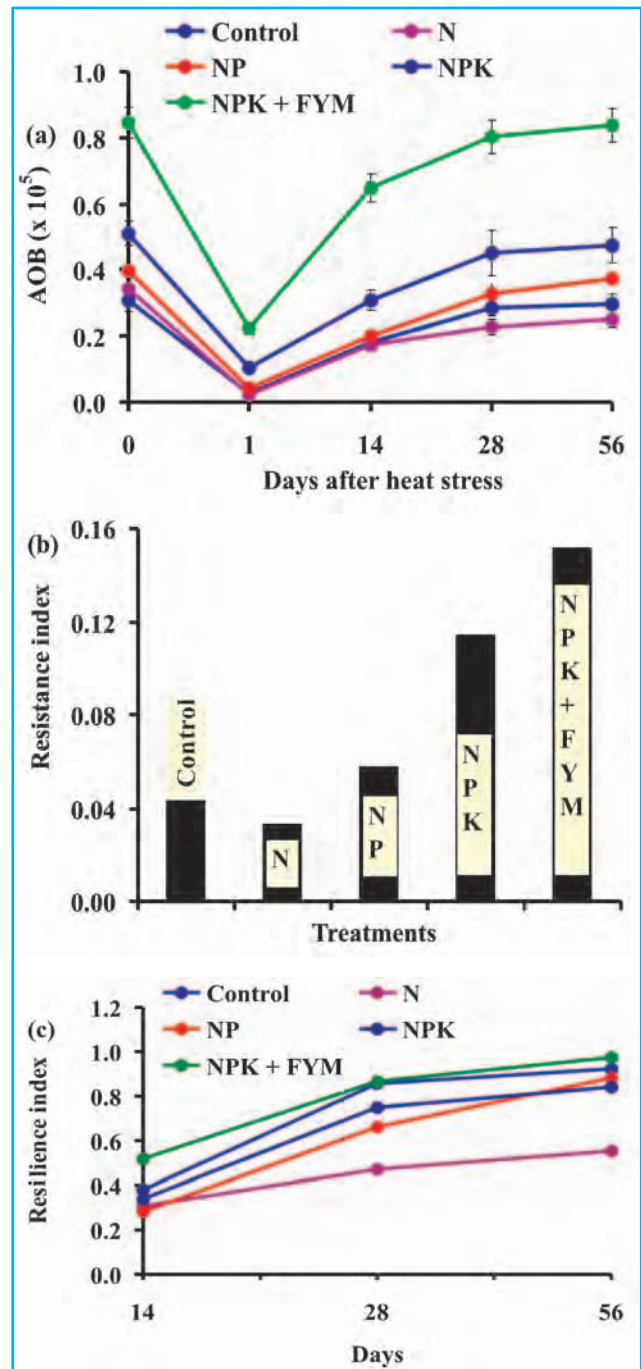 Control N
NP NPK
NPK + FYM
(a)
AOB (x 10⁵)
1.0
0.8
0.6
0.4
0.2
0.0
0 1 14 28 56
Days after heat stress
(b)
Resistance index
0.16
0.12
0.08
0.04
0.00
Control
N
NP
NPK
NPK+FYM
Treatments
Control N
NP NPK
NPK + FYM
(c)
Resilience index
1.2
1.0
0.8
0.6
0.4
0.2
0.0
14 28 56
Days